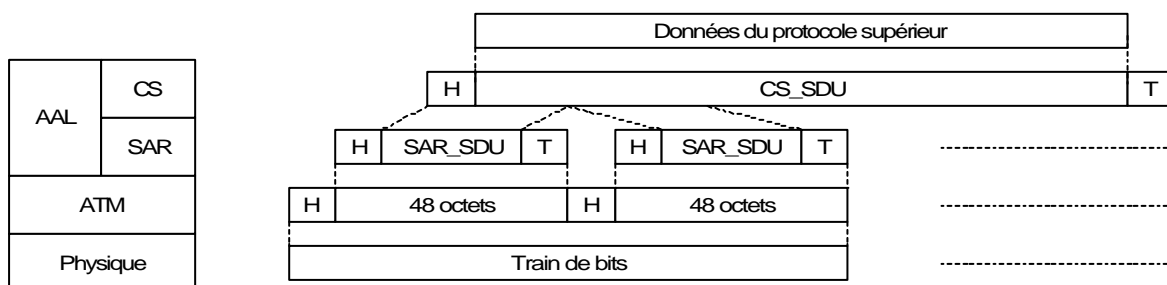 Données du protocole supérieur
AAL
CS
H
CS_SDU
T
SAR
H
SAR_SDU
T
H
SAR_SDU
T
ATM
H
48 octets
H
48 octets
Physique
Train de bits